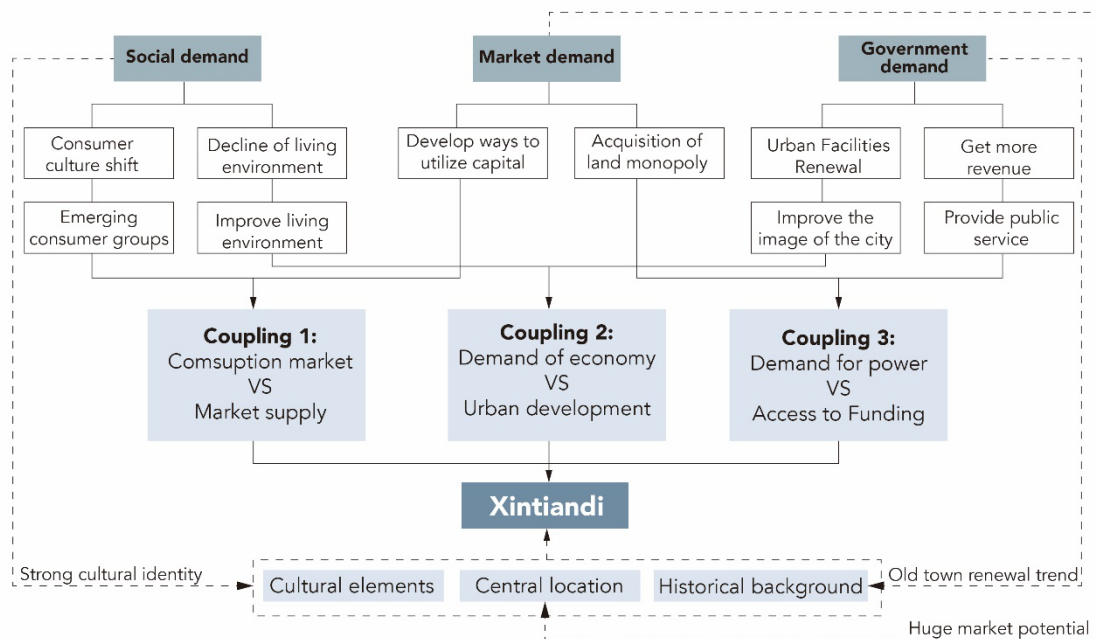 Social demand
Market demand
Government
demand
Consumer
culture shift
Decline of living
environment
Develop ways to
utilize capital
Acquisition of
land monopoly
Urban Facilities
Renewal
Get more
revenue
Emerging
consumer groups
Improve living
environment
Improve the
image of the city
Provide public
service
Coupling 1:
Comsuption market
VS
Market supply
Coupling 2:
Demand of economy
VS
Urban development
Coupling 3:
Demand for power
VS
Access to Funding
Xintiandi
Strong cultural identity
Cultural elements
Central location
Historical background
Old town renewal trend
Huge market potential